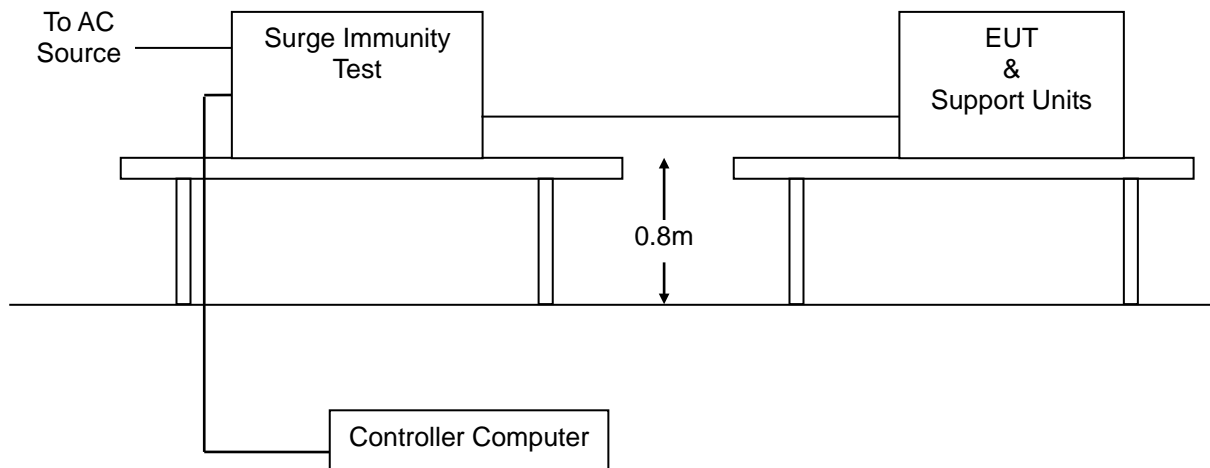 To AC
Source
Surge Immunity
Test
EUT
&
Support Units
0.8m
Controller Computer